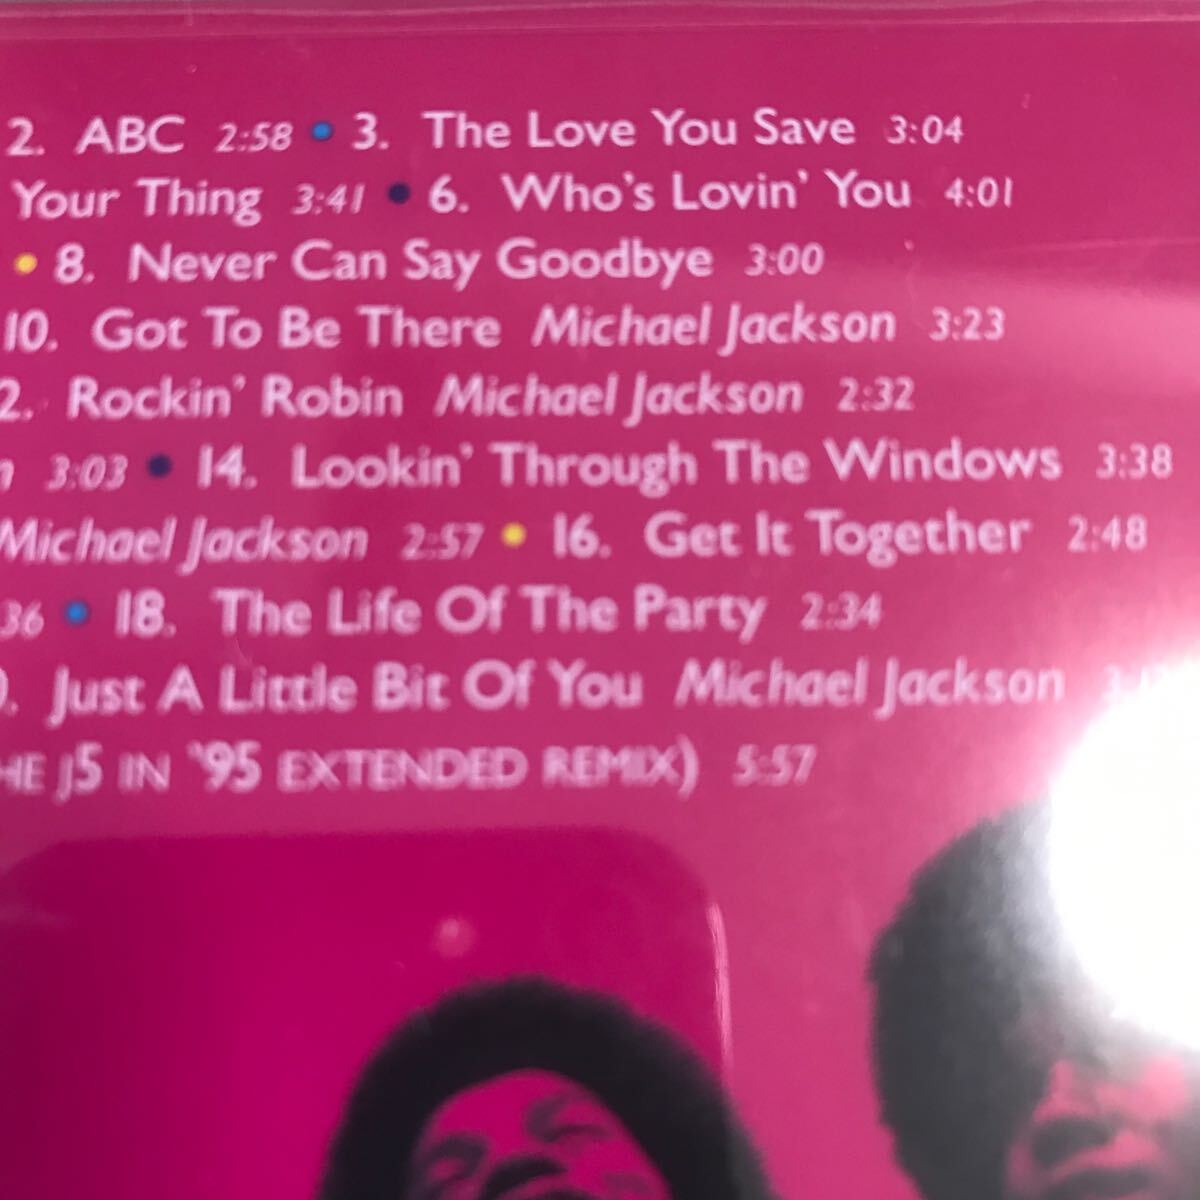 2. ABC 2:58 • 3. The Love You Save 3:04
Your Thing 3:41 • 6. Who's Lovin' You 4:01
• 8. Never Can Say Goodbye 3:00
10. Got To Be There Michael Jackson 3:23
2. Rockin' Robin Michael Jackson 2:32
3:03 • 14. Lookin' Through The Windows 3:38
Michael Jackson 2:57 • 16. Get It Together 2:48
36 • 18. The Life Of The Party 2:34
. Just A Little Bit Of You Michael Jackson
HE J5 IN '95 EXTENDED REMIX) 5:57